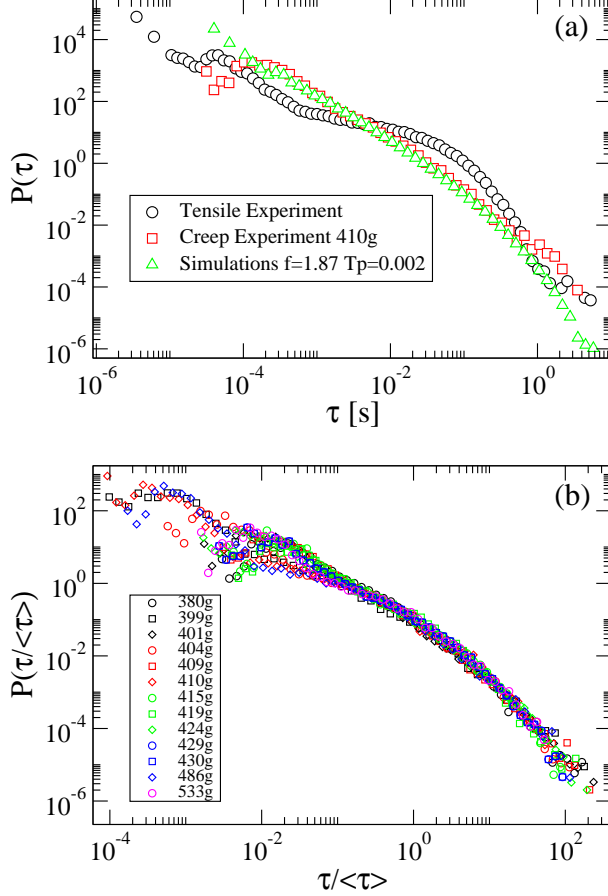 (a)
10^4
10^2
10^0
10^-2
10^-4
10^-6
P(τ)
Tensile Experiment
Creep Experiment 410g
Simulations f=1.87 Tp=0.002
10^-6
10^-4
10^-2
10^0
τ [s]
(b)
10^2
10^0
10^-2
10^-4
10^-6
P(τ/<τ>)
380g
399g
401g
404g
409g
410g
415g
419g
424g
429g
430g
486g
533g
10^-4
10^-2
10^0
10^2
τ/<τ>